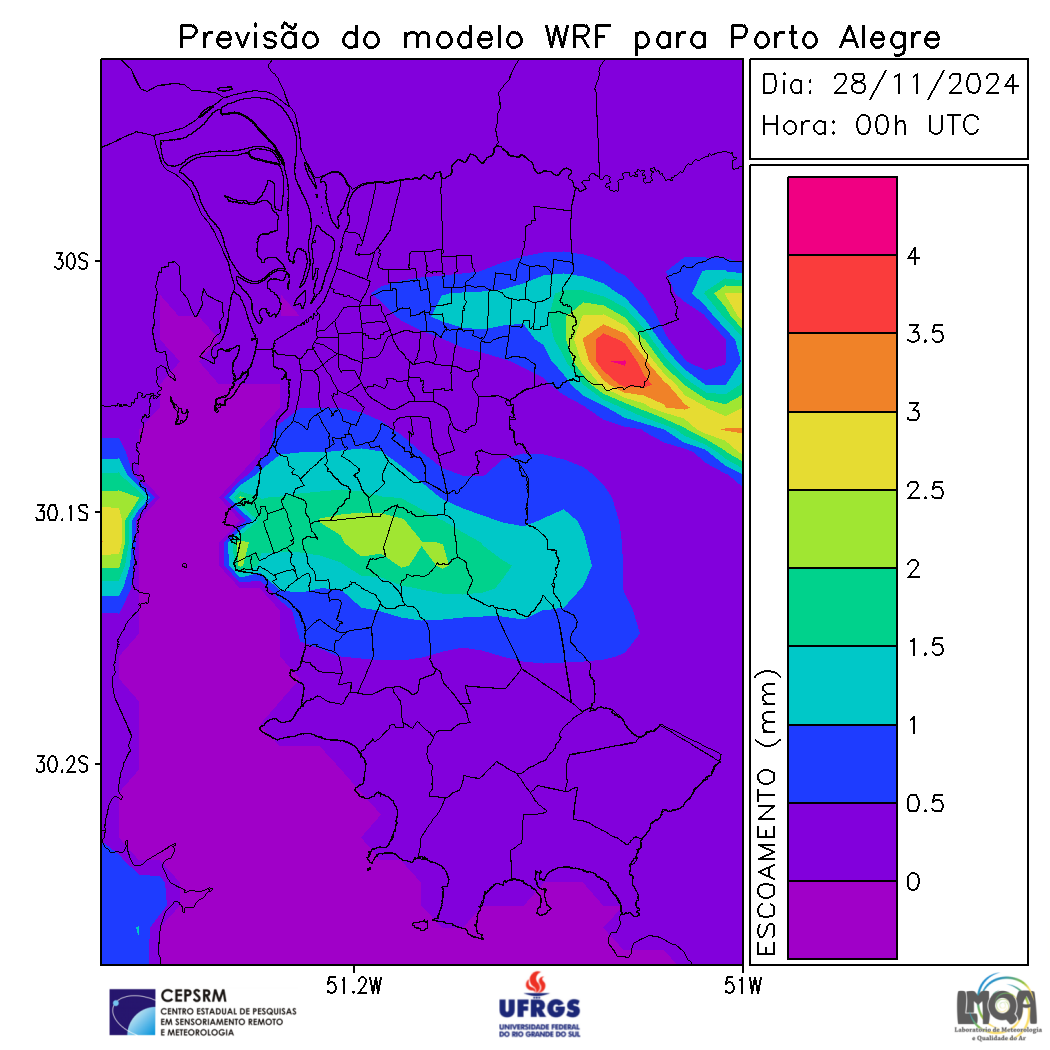 Previsão do modelo WRF para Porto Alegre
Dia: 28/11/2024
Hora: 00h UTC
30S
30.1S
30.2S
51.2W
51W
4
3.5
3
2.5
2
1.5
1
0.5
0
ESCOAMENTO (mm)
CEPSRM
CENTRO ESTADUAL DE PESQUISAS
EM SENSORIAMENTO REMOTO
E METEOROLOGIA
UFRGS
UNIVERSIDADE FEDERAL
DO RIO GRANDE DO SUL
LMQA
Laboratório de Meteorologia
e Qualidade do Ar